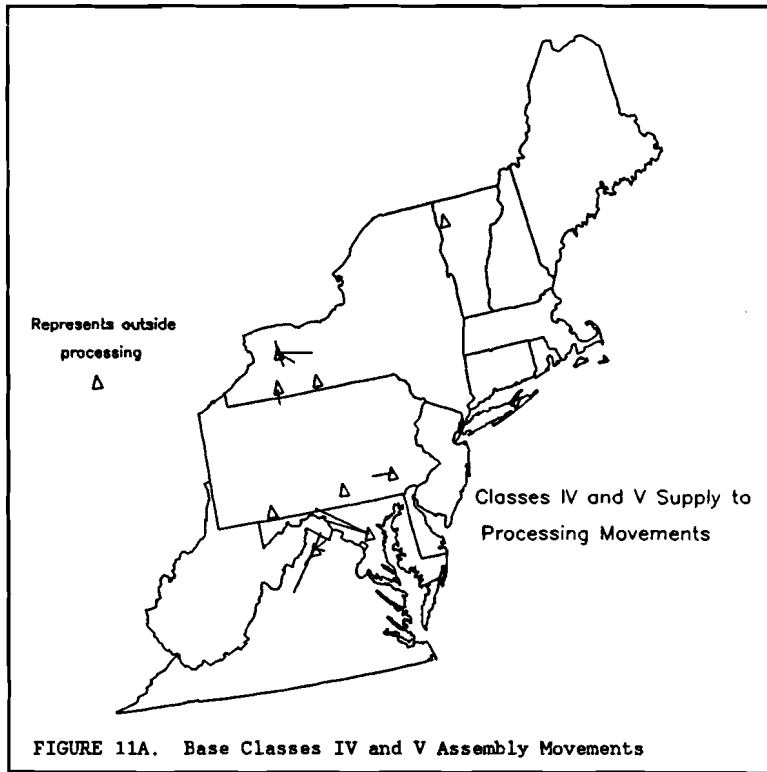 Represents outside
processing
Classes IV and V Supply to
Processing Movements
FIGURE 11A. Base Classes IV and V Assembly Movements